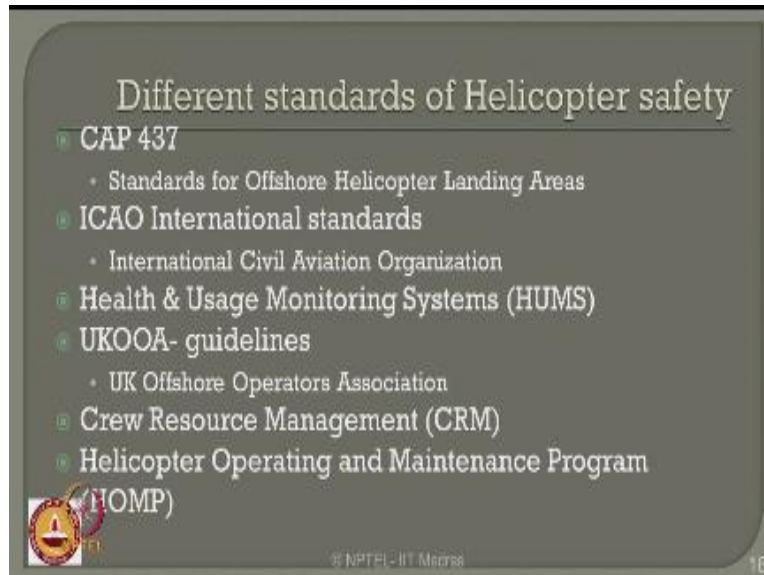 Different standards of Helicopter safety
CAP 437
Standards for Offshore Helicopter Landing Areas
ICAO International standards
International Civil Aviation Organization
Health & Usage Monitoring Systems (HUMS)
UKOOA- guidelines
UK Offshore Operators Association
Crew Resource Management (CRM)
Helicopter Operating and Maintenance Program
(HOMP)
© NPTEL- IIT Madras